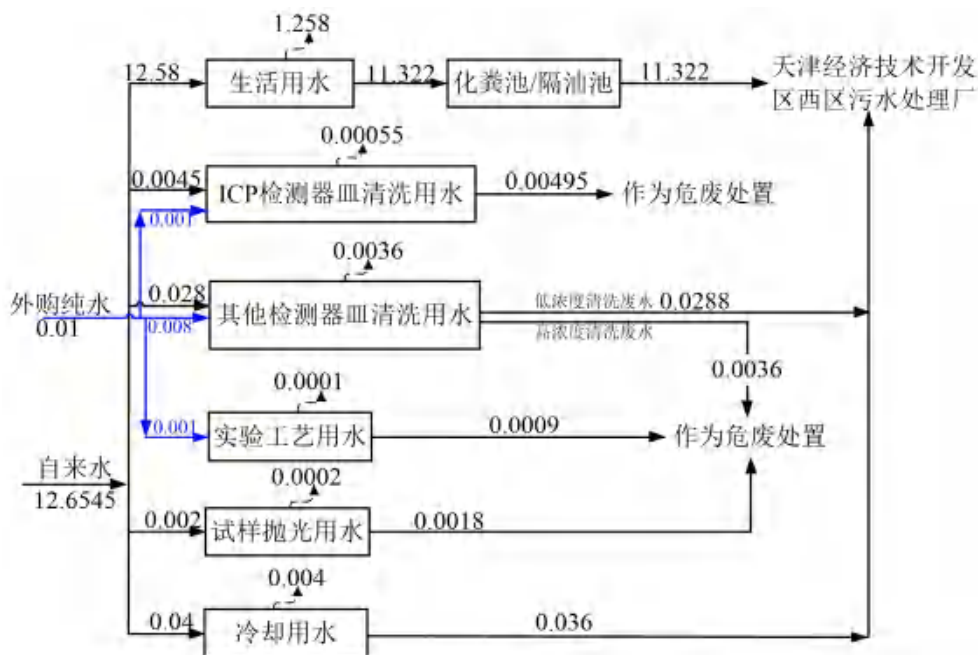 1.258
12.58
生活用水
11.322
化粪池/隔油池
11.322
天津经济技术开发
区西区污水处理厂
0.00055
0.0045
0.001
ICP检测器皿清洗用水
0.00495
作为危废处置
0.0036
外购纯水
0.01
0.028
0.008
其他检测器皿清洗用水
低浓度清洗废水
0.0288
高浓度清洗废水
0.0036
0.0001
0.001
实验工艺用水
0.0009
作为危废处置
自来水
12.6545
0.0002
0.002
试样抛光用水
0.0018
0.004
0.04
冷却用水
0.036